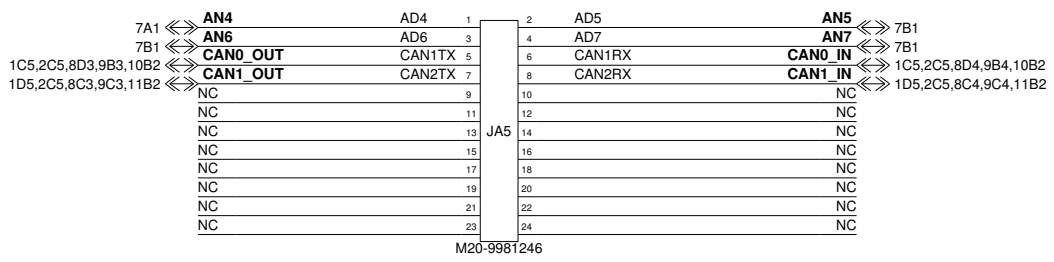 AN4 AD4 1 2 AD5 AN5
7A1 7B1
AN6 AD6 3 4 AD7 AN7
7B1 7B1
CAN0_OUT CAN1TX 5 6 CAN1RX CAN0_IN
1C5,2C5,8D3,9B3,10B2 1C5,2C5,8D4,9B4,10B2
CAN1_OUT CAN2TX 7 8 CAN2RX CAN1_IN
1D5,2C5,8C3,9C3,11B2 1D5,2C5,8C4,9C4,11B2
NC 9 10 NC
NC 11 12 NC
NC 13 JA5 14 NC
NC 15 16 NC
NC 17 18 NC
NC 19 20 NC
NC 21 22 NC
NC 23 24 NC
M20-9981246